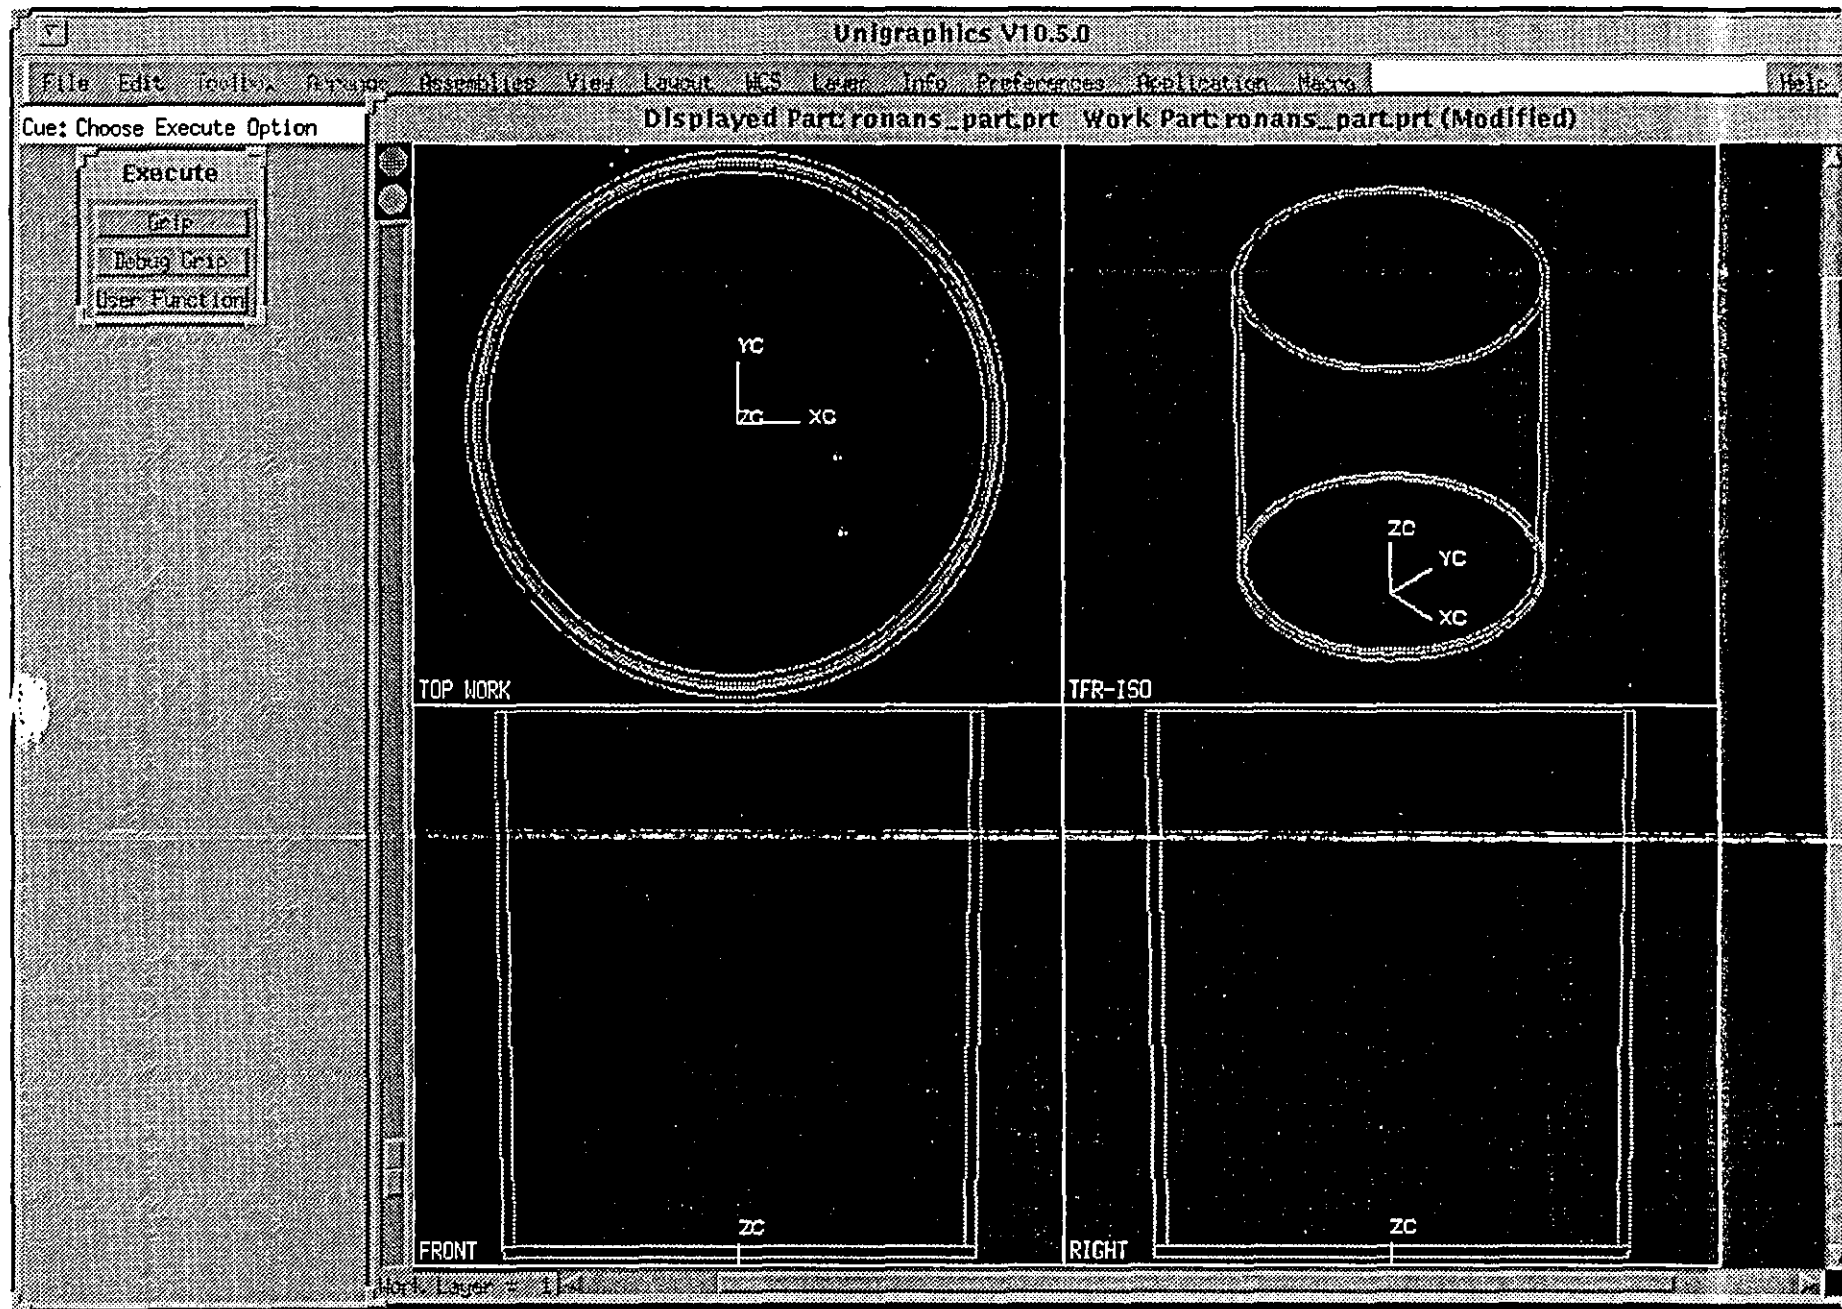 Unigraphics V10.5.0
File Edit Toolbox Arrange Assemblies View Layout WCS Layer Info Preferences Application Macro Help
Cue: Choose Execute Option
Displayed Part: ronans_part.prt Work Part: ronans_part.prt (Modified)
Execute
Grip
Debug Grip
User Function
YC
ZC XC
TOP WORK
ZC
YC
XC
TFR-ISO
ZC
FRONT
ZC
RIGHT
Work Layer = 1